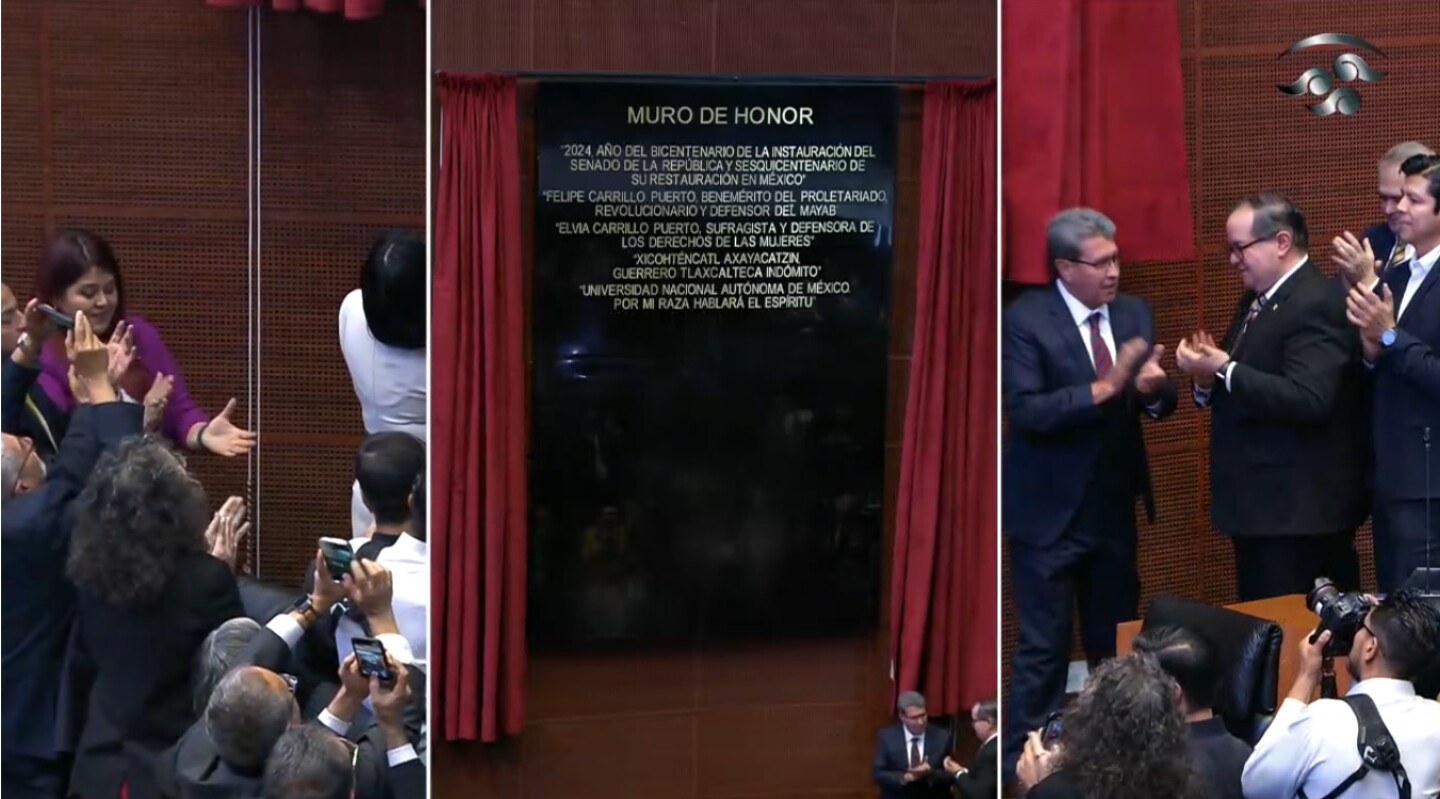 MURO DE HONOR
"2024, AÑO DEL BICENTENARIO DE LA INSTAURACIÓN DEL
SENADO DE LA REPÚBLICA Y SESQUICENTENARIO DE
SU RESTAURACIÓN EN MÉXICO"
"FELIPE CARRILLO PUERTO, BENEMÉRITO DEL PROLETARIADO,
REVOLUCIONARIO Y DEFENSOR DEL MAYAB
"ELVIA CARRILLO PUERTO, SUFRAGISTA Y DEFENSORA DE
LOS DERECHOS DE LAS MUJERES"
"XICOHTÉNCATL AXAYACATZIN,
GUERRERO TLAXCALTECA INDÓMITO"
"UNIVERSIDAD NACIONAL AUTÓNOMA DE MÉXICO.
POR MI RAZA HABLARÁ EL ESPÍRITU"